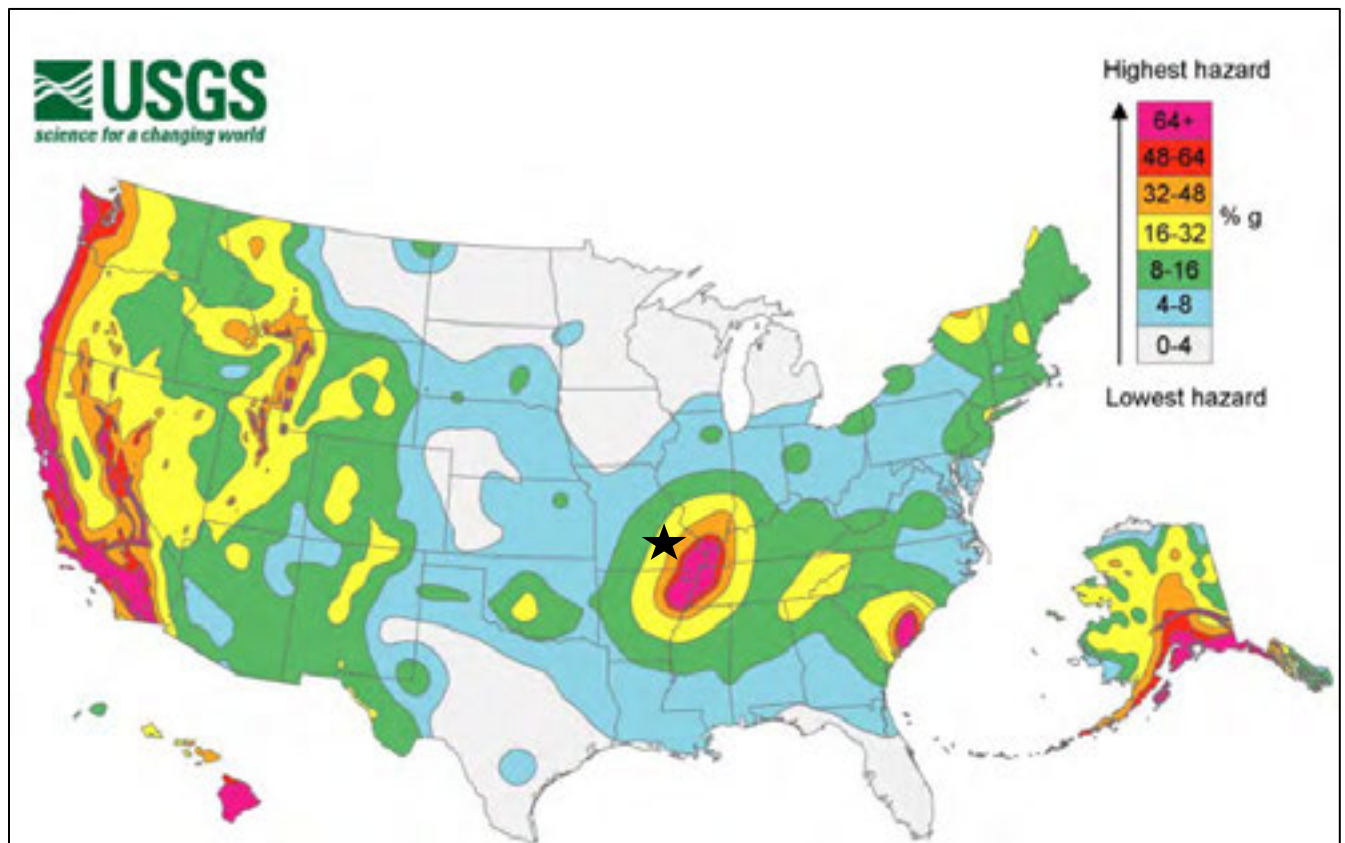 USGS
science for a changing world
Highest hazard
64+
48-64
32-48
16-32
8-16
4-8
0-4
% g
Lowest hazard